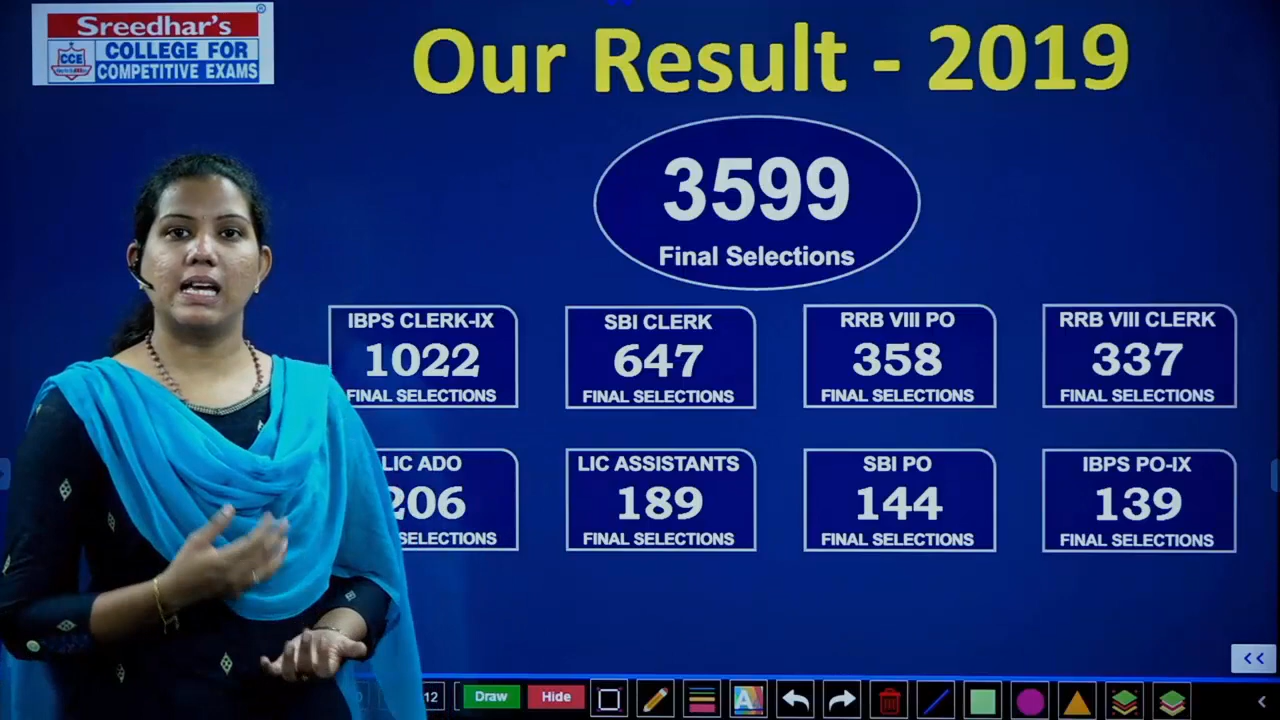 Sreedhar's
CCE
COLLEGE FOR
COMPETITIVE EXAMS
Our Result - 2019
3599
Final Selections
IBPS CLERK-IX
1022
FINAL SELECTIONS
SBI CLERK
647
FINAL SELECTIONS
RRB VIII PO
358
FINAL SELECTIONS
RRB VIII CLERK
337
FINAL SELECTIONS
LIC ADO
206
SELECTIONS
LIC ASSISTANTS
189
FINAL SELECTIONS
SBI PO
144
FINAL SELECTIONS
IBPS PO-IX
139
FINAL SELECTIONS
<<
12
Draw
Hide
A
<